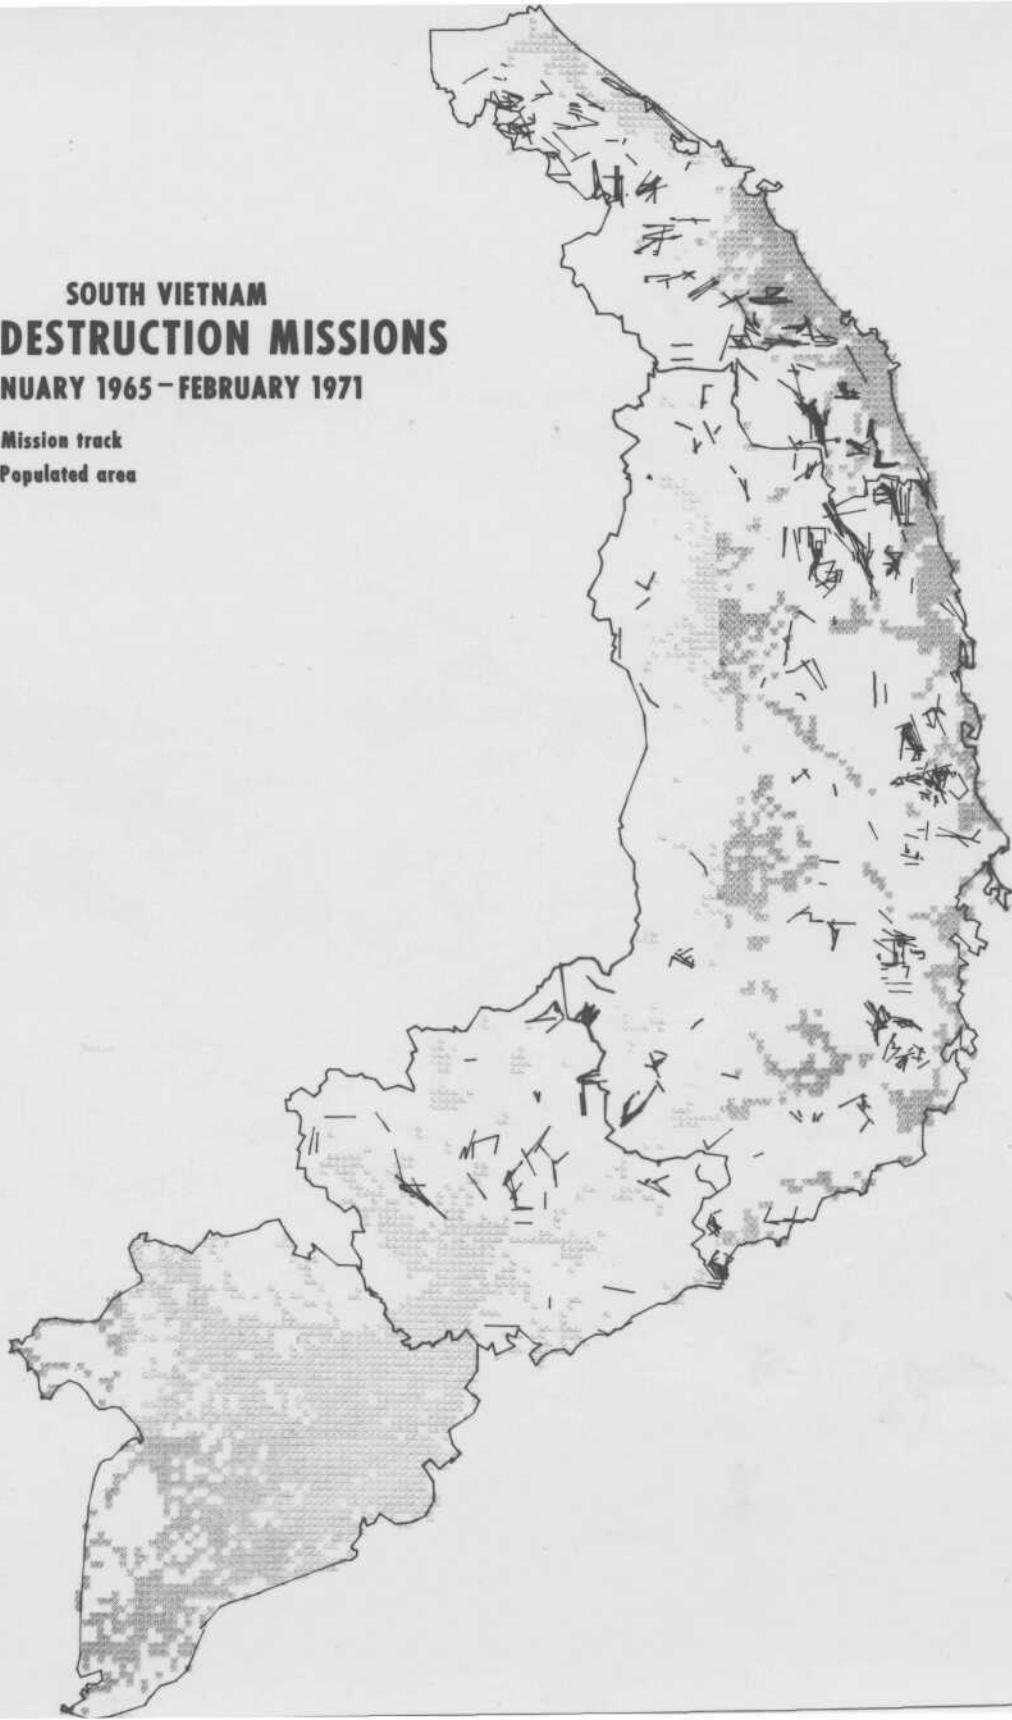 SOUTH VIETNAM
DESTRUCTION MISSIONS
NUARY 1965 – FEBRUARY 1971
Mission track
Populated area